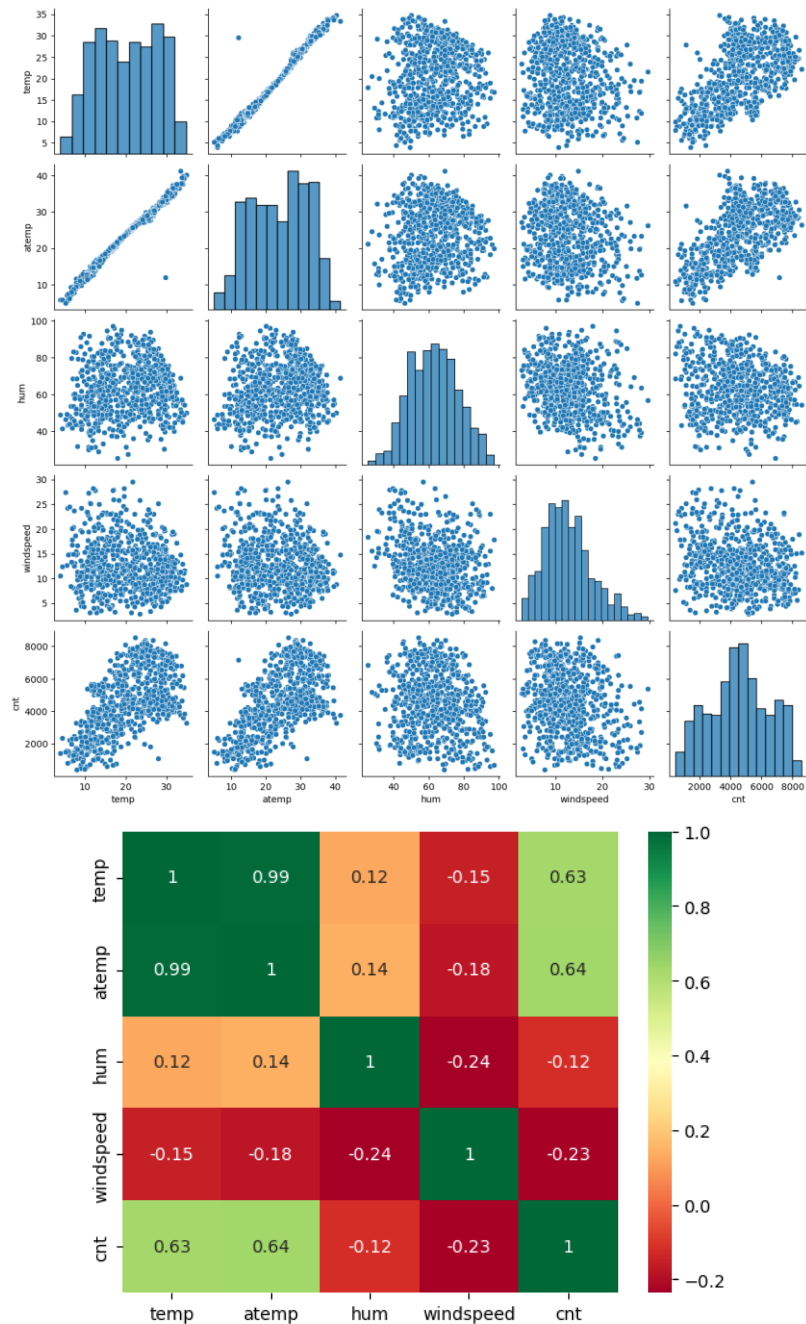 35
30
25
20
15
10
5
temp
40
30
20
10
atemp
100
80
60
40
hum
30
25
20
15
10
5
windspeed
8000
6000
4000
2000
cnt
10 20 30 10 20 30 40 40 60 80 100 10 20 30 2000 4000 6000 8000
temp atemp hum windspeed cnt
temp 1 0.99 0.12 -0.15 0.63
atemp 0.99 1 0.14 -0.18 0.64
hum 0.12 0.14 1 -0.24 -0.12
windspeed -0.15 -0.18 -0.24 1 -0.23
cnt 0.63 0.64 -0.12 -0.23 1
temp atemp hum windspeed cnt
1.0
0.8
0.6
0.4
0.2
0.0
-0.2